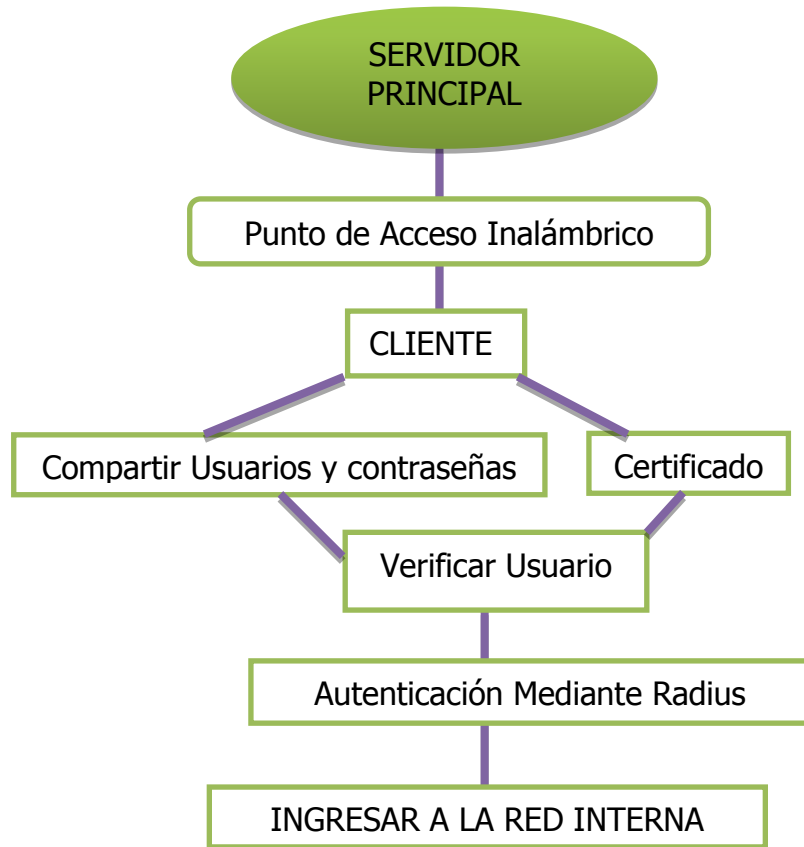 SERVIDOR
PRINCIPAL
Punto de Acceso Inalámbrico
CLIENTE
Compartir Usuarios y contraseñas
Certificado
Verificar Usuario
Autenticación Mediante Radius
INGRESAR A LA RED INTERNA